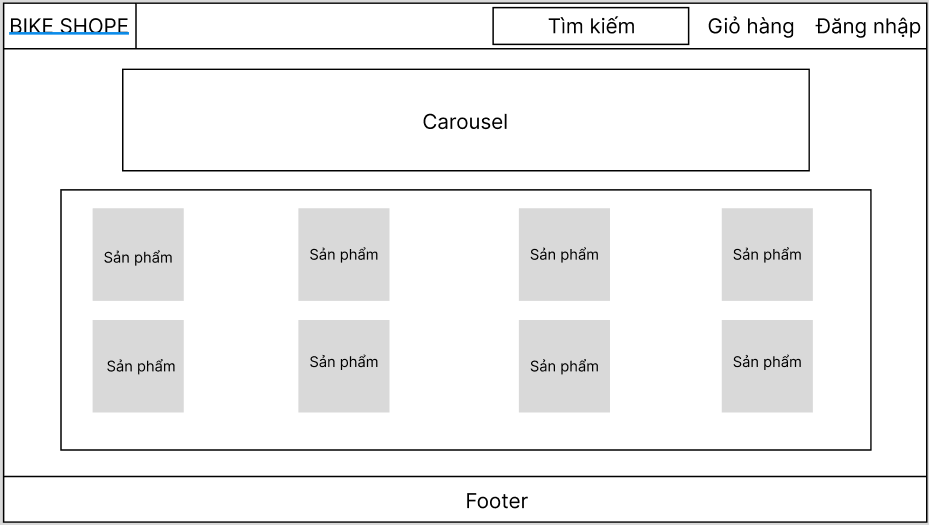 BIKE SHOPE
Tìm kiếm
Giỏ hàng
Đăng nhập
Carousel
Sản phẩm
Sản phẩm
Sản phẩm
Sản phẩm
Sản phẩm
Sản phẩm
Sản phẩm
Sản phẩm
Footer